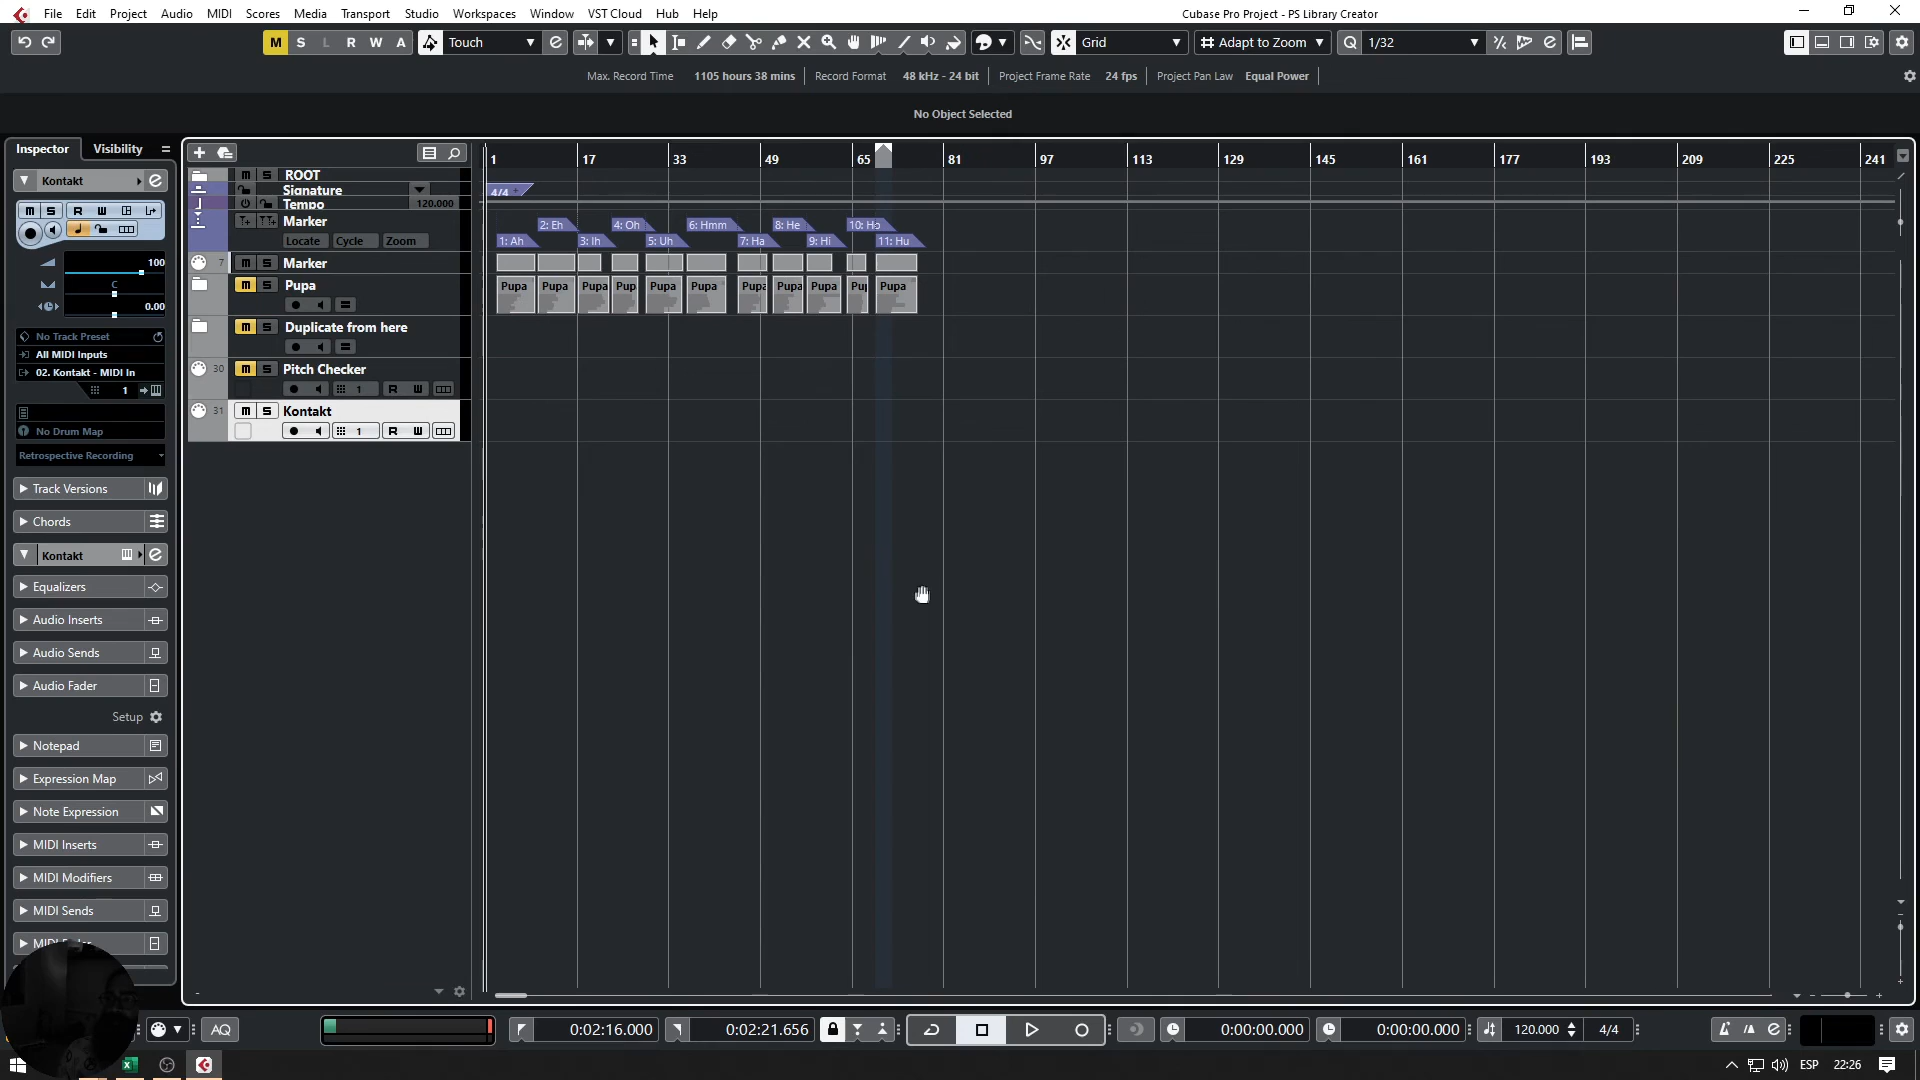 File Edit Project Audio MIDI Scores Media Transport Studio Workspaces Window VST Cloud Hub Help
Cubase Pro Project - PS Library Creator
M S L R W A Touch Grid Adapt to Zoom Q 1/32
Max. Record Time 1105 hours 38 mins Record Format 48 kHz - 24 bit Project Frame Rate 24 fps Project Pan Law Equal Power
No Object Selected
Inspector Visibility
1 17 33 49 65 81 97 113 129 145 161 177 193 209 225 241
Kontakt
M S R W
100
C
0.00
No Track Preset
All MIDI Inputs
02. Kontakt - MIDI In
1
No Drum Map
Retrospective Recording
Track Versions
Chords
Kontakt
Equalizers
Audio Inserts
Audio Sends
Audio Fader
Setup
Notepad
Expression Map
Note Expression
MIDI Inserts
MIDI Modifiers
MIDI Sends
M S ROOT
Signature 4/4
Tempo 120.000
Marker
Locate Cycle Zoom
2: Eh 4: Oh 6: Hmm 8: He 10: Ho
1: Ah 3: Ih 5: Uh 7: Ha 9: Hi 11: Hu
7 M S Marker
M S Pupa
Pupa Pupa Pupa Pup Pupa Pupa Pupa Pupa Pupa Pup Pupa
M S Duplicate from here
30 M S Pitch Checker
1 R W
31 M S Kontakt
1 R W
AQ 0:02:16.000 0:02:21.656 0:00:00.000 0:00:00.000 120.000 4/4
ESP 22:26